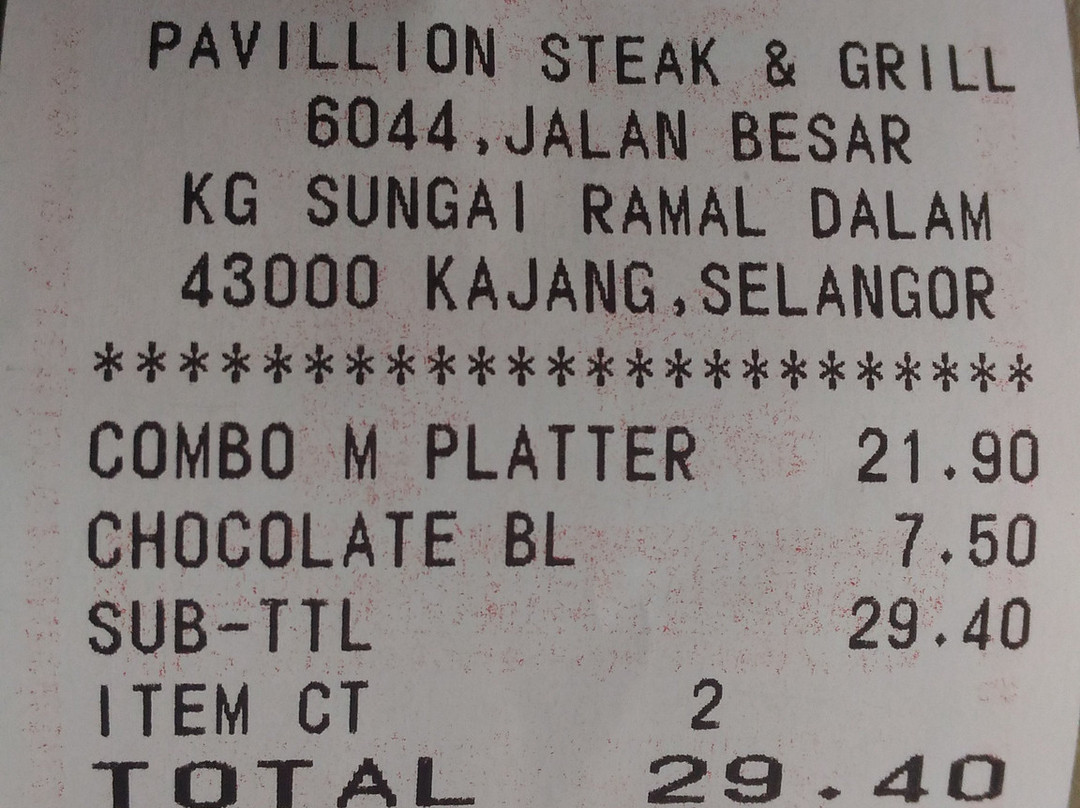 PAVILLION STEAK & GRILL
6044,JALAN BESAR
KG SUNGAI RAMAL DALAM
43000 KAJANG,SELANGOR
************************
COMBO M PLATTER 21.90
CHOCOLATE BL 7.50
SUB-TTL 29.40
ITEM CT 2
TOTAL 29.40